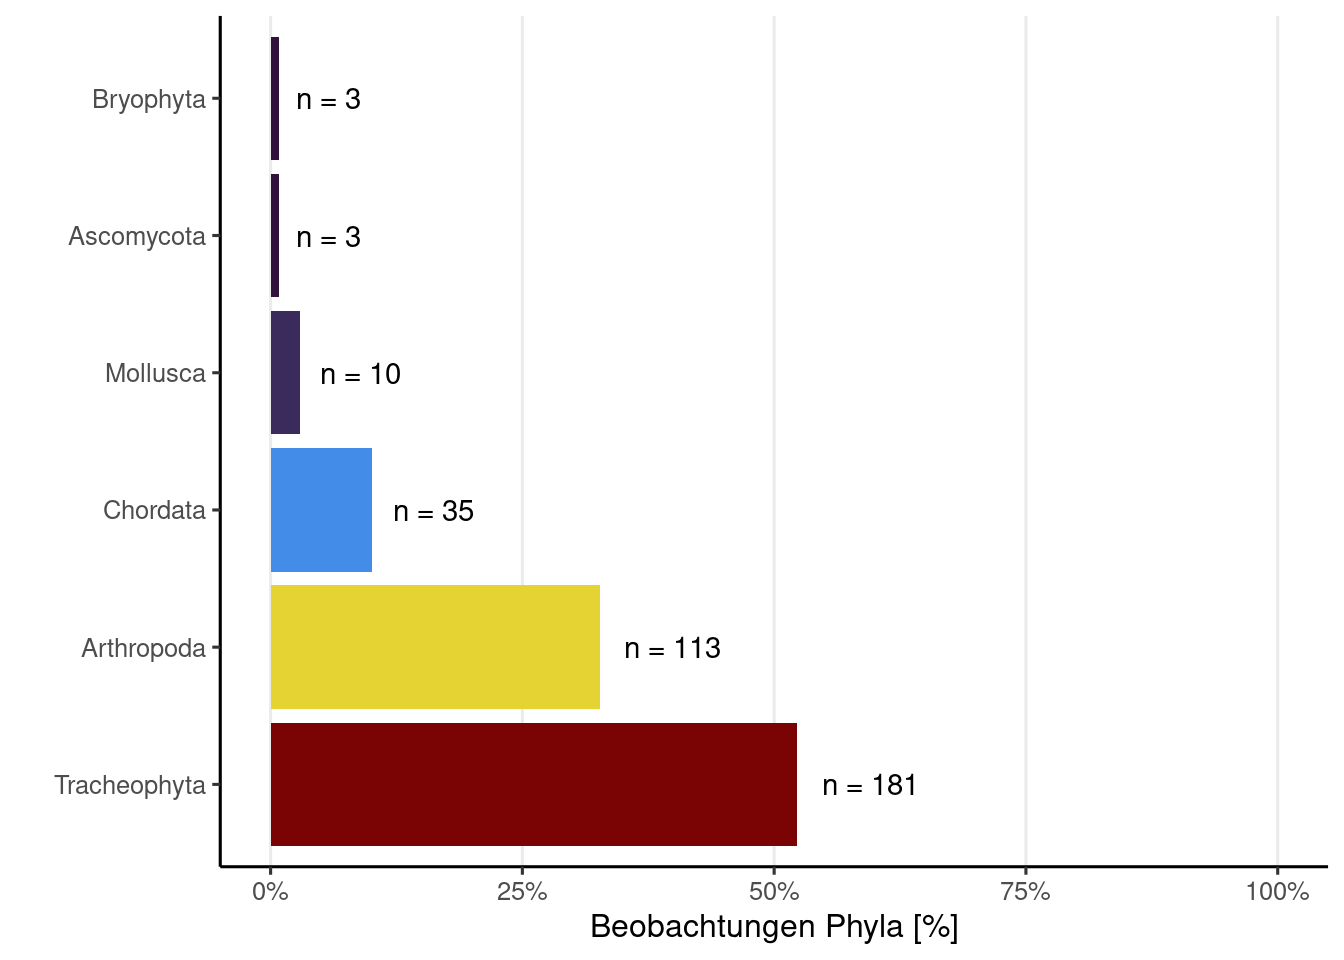 Bryophyta n = 3
Ascomycota n = 3
Mollusca n = 10
Chordata n = 35
Arthropoda n = 113
Tracheophyta n = 181
0% 25% 50% 75% 100%
Beobachtungen Phyla [%]